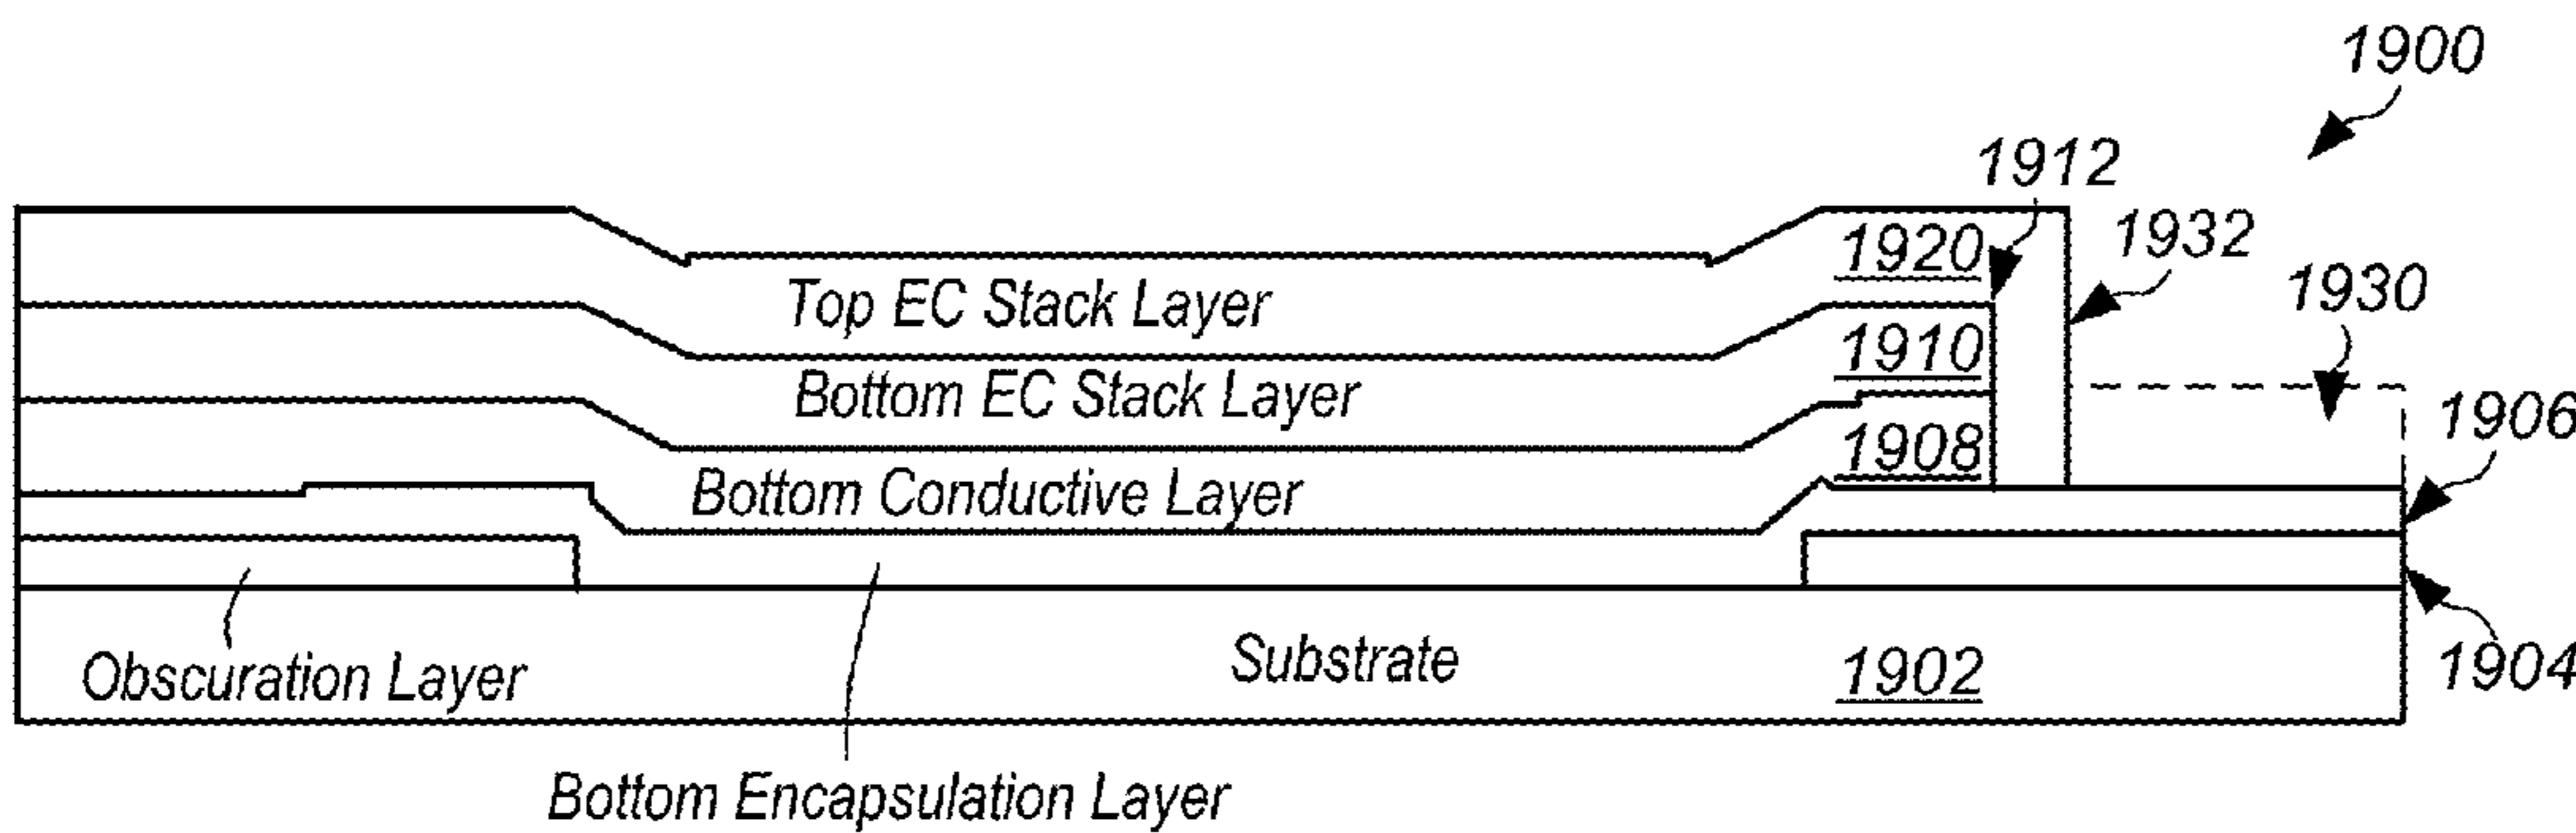 1900
1912
1920
1932
Top EC Stack Layer
1930
1910
Bottom EC Stack Layer
1906
1908
Bottom Conductive Layer
Obscuration Layer
Substrate
1902
1904
Bottom Encapsulation Layer